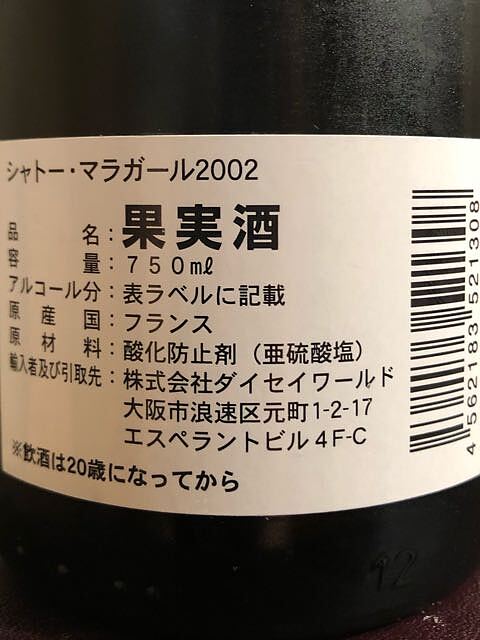 シャトー・マラガール2002
品名：果実酒
容量：７５０㎖
アルコール分：表ラベルに記載
原産国：フランス
原材料：酸化防止剤（亜硫酸塩）
輸入者及び引取先：株式会社ダイセイワールド
大阪市浪速区元町1-2-17
エスペラントビル４F-C
※飲酒は20歳になってから
4 562183 521308
12